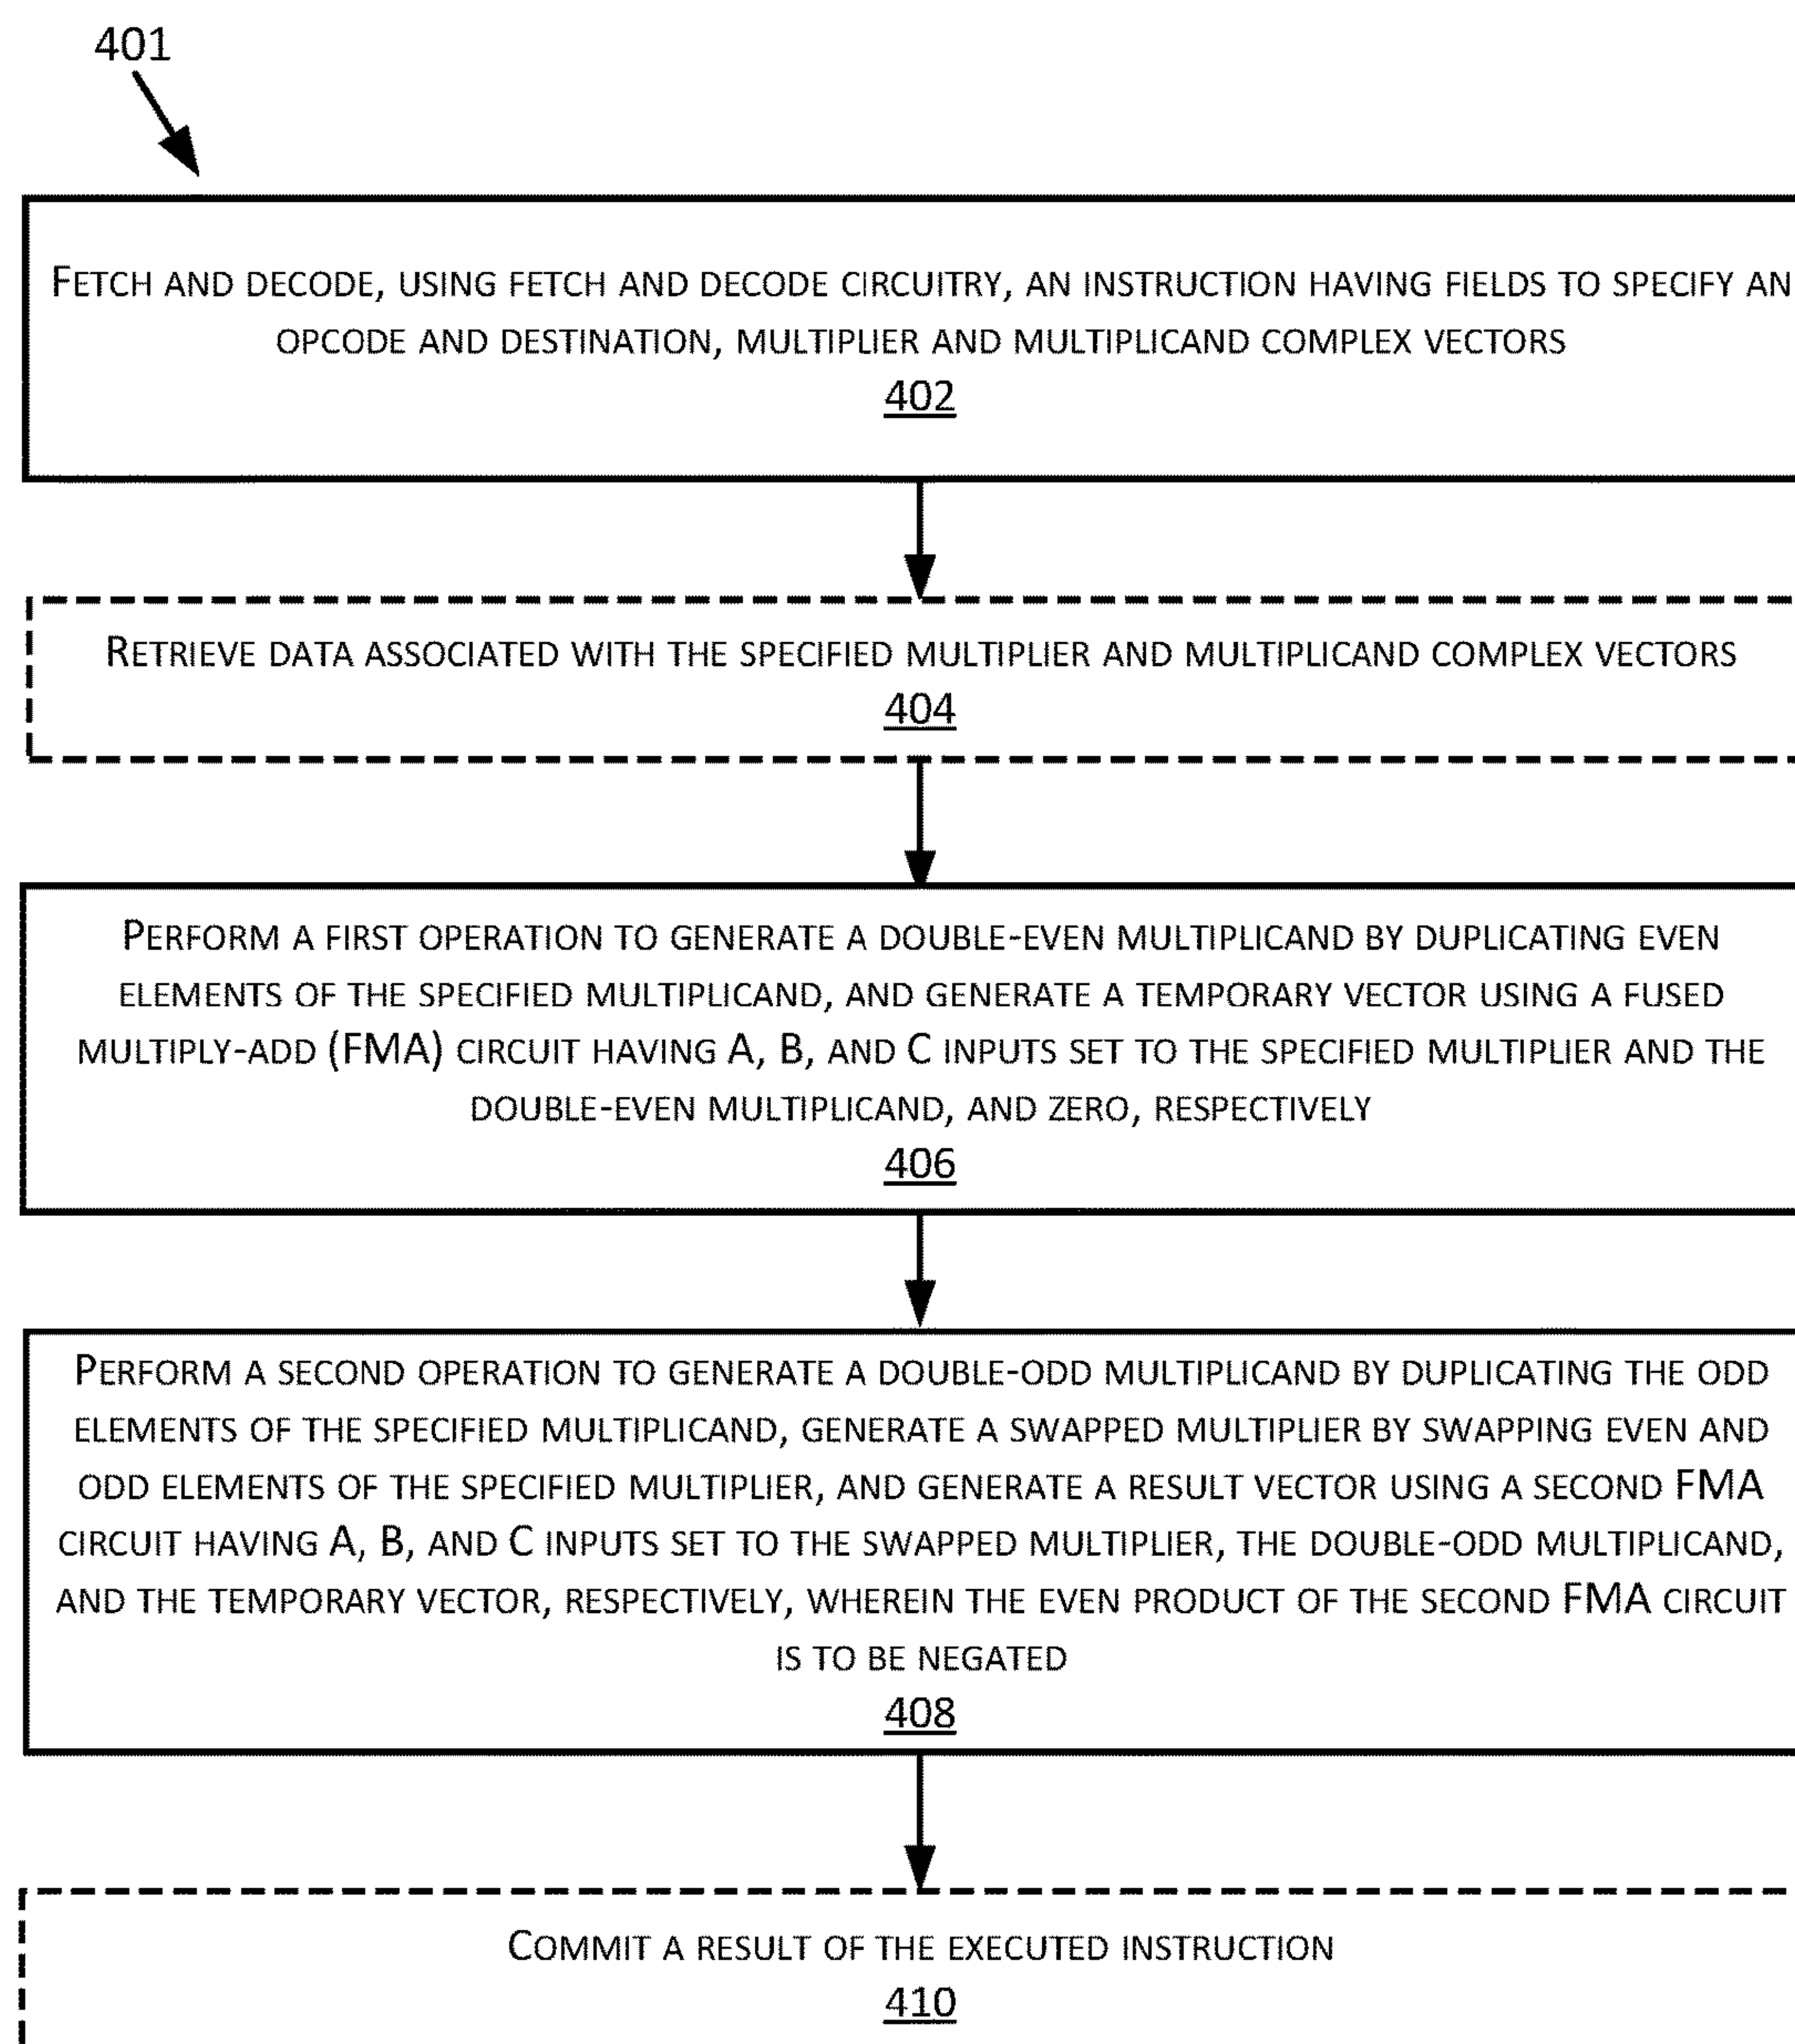 401
FETCH AND DECODE, USING FETCH AND DECODE CIRCUITRY, AN INSTRUCTION HAVING FIELDS TO SPECIFY AN
OPCODE AND DESTINATION, MULTIPLIER AND MULTIPLICAND COMPLEX VECTORS
402
RETRIEVE DATA ASSOCIATED WITH THE SPECIFIED MULTIPLIER AND MULTIPLICAND COMPLEX VECTORS
404
PERFORM A FIRST OPERATION TO GENERATE A DOUBLE-EVEN MULTIPLICAND BY DUPLICATING EVEN
ELEMENTS OF THE SPECIFIED MULTIPLICAND, AND GENERATE A TEMPORARY VECTOR USING A FUSED
MULTIPLY-ADD (FMA) CIRCUIT HAVING A, B, AND C INPUTS SET TO THE SPECIFIED MULTIPLIER AND THE
DOUBLE-EVEN MULTIPLICAND, AND ZERO, RESPECTIVELY
406
PERFORM A SECOND OPERATION TO GENERATE A DOUBLE-ODD MULTIPLICAND BY DUPLICATING THE ODD
ELEMENTS OF THE SPECIFIED MULTIPLICAND, GENERATE A SWAPPED MULTIPLIER BY SWAPPING EVEN AND
ODD ELEMENTS OF THE SPECIFIED MULTIPLIER, AND GENERATE A RESULT VECTOR USING A SECOND FMA
CIRCUIT HAVING A, B, AND C INPUTS SET TO THE SWAPPED MULTIPLIER, THE DOUBLE-ODD MULTIPLICAND,
AND THE TEMPORARY VECTOR, RESPECTIVELY, WHEREIN THE EVEN PRODUCT OF THE SECOND FMA CIRCUIT
IS TO BE NEGATED
408
COMMIT A RESULT OF THE EXECUTED INSTRUCTION
410